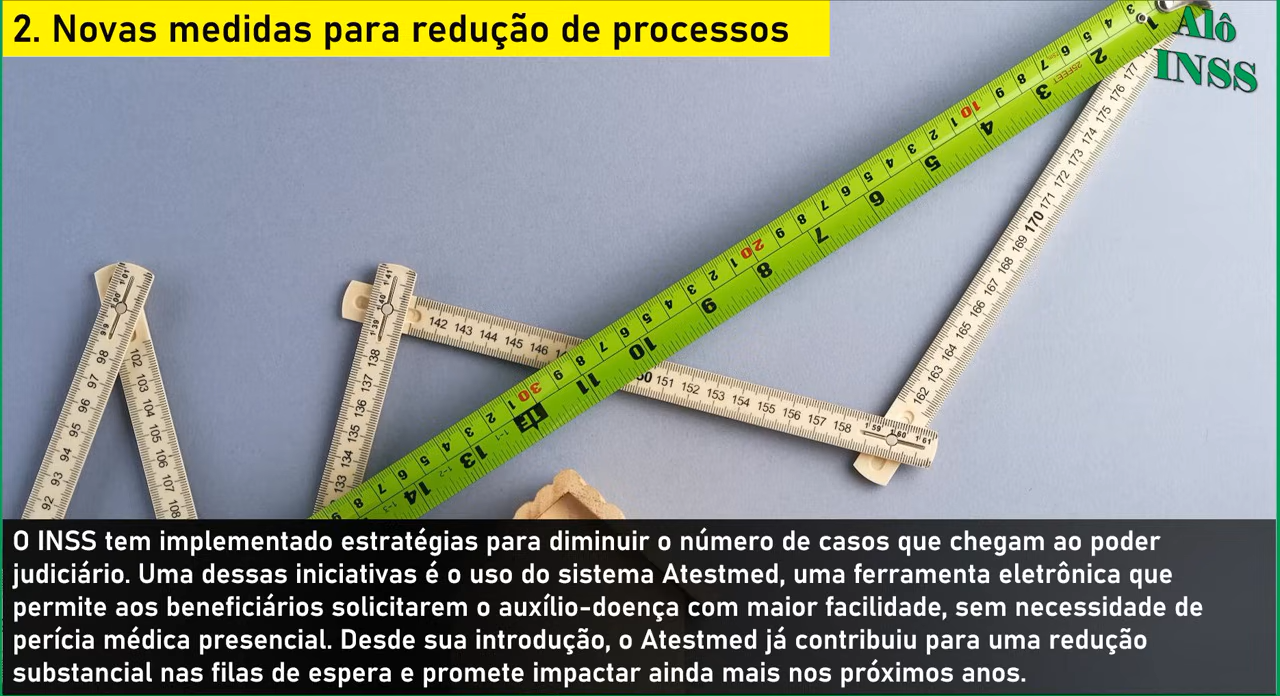 2. Novas medidas para redução de processos
Alô
INSS
O INSS tem implementado estratégias para diminuir o número de casos que chegam ao poder
judiciário. Uma dessas iniciativas é o uso do sistema Atestmed, uma ferramenta eletrônica que
permite aos beneficiários solicitarem o auxílio-doença com maior facilidade, sem necessidade de
perícia médica presencial. Desde sua introdução, o Atestmed já contribuiu para uma redução
substancial nas filas de espera e promete impactar ainda mais nos próximos anos.